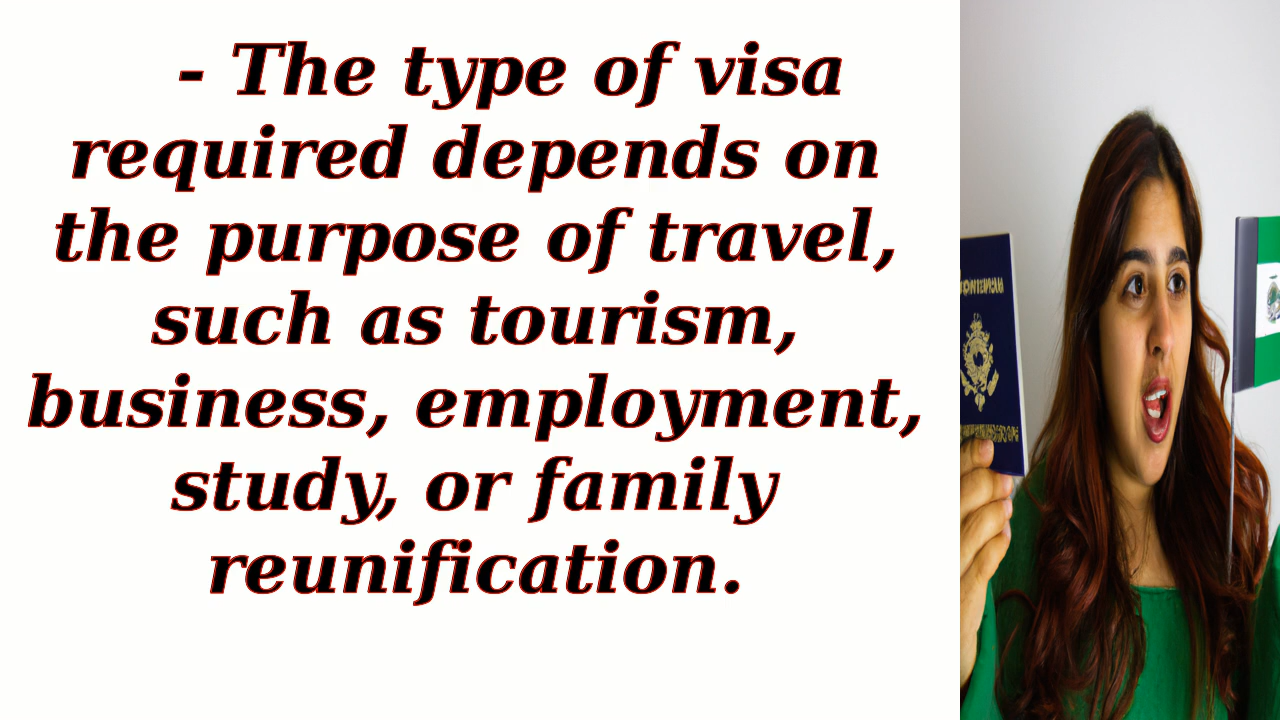 - The type of visa
required depends on
the purpose of travel,
such as tourism,
business, employment,
study, or family
reunification.